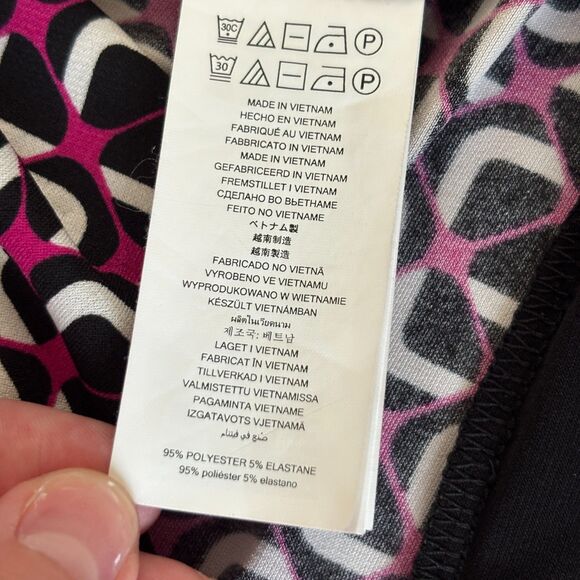 30C P
30 P
MADE IN VIETNAM
HECHO EN VIETNAM
FABRIQUÉ AU VIETNAM
FABBRICATO IN VIETNAM
MADE IN VIETNAM
GEFABRICEERD IN VIETNAM
FREMSTILLET I VIETNAM
СДЕЛАНО ВО ВЬЕТНАМЕ
FEITO NO VIETNAME
ベトナム製
越南制造
越南製造
FABRICADO NO VIETNÃ
VYROBENO VE VIETNAMU
WYPRODUKOWANO W WIETNAMIE
KÉSZÜLT VIETNÁMBAN
ผลิตในเวียดนาม
제조국: 베트남
LAGET I VIETNAM
FABRICAT ÎN VIETNAM
TILLVERKAD I VIETNAM
VALMISTETTU VIETNAMISSA
PAGAMINTA VIETNAME
IZGATAVOTS VJETNAMĀ
صنع في فيتنام
95% POLYESTER 5% ELASTANE
95% poliéster 5% elastano